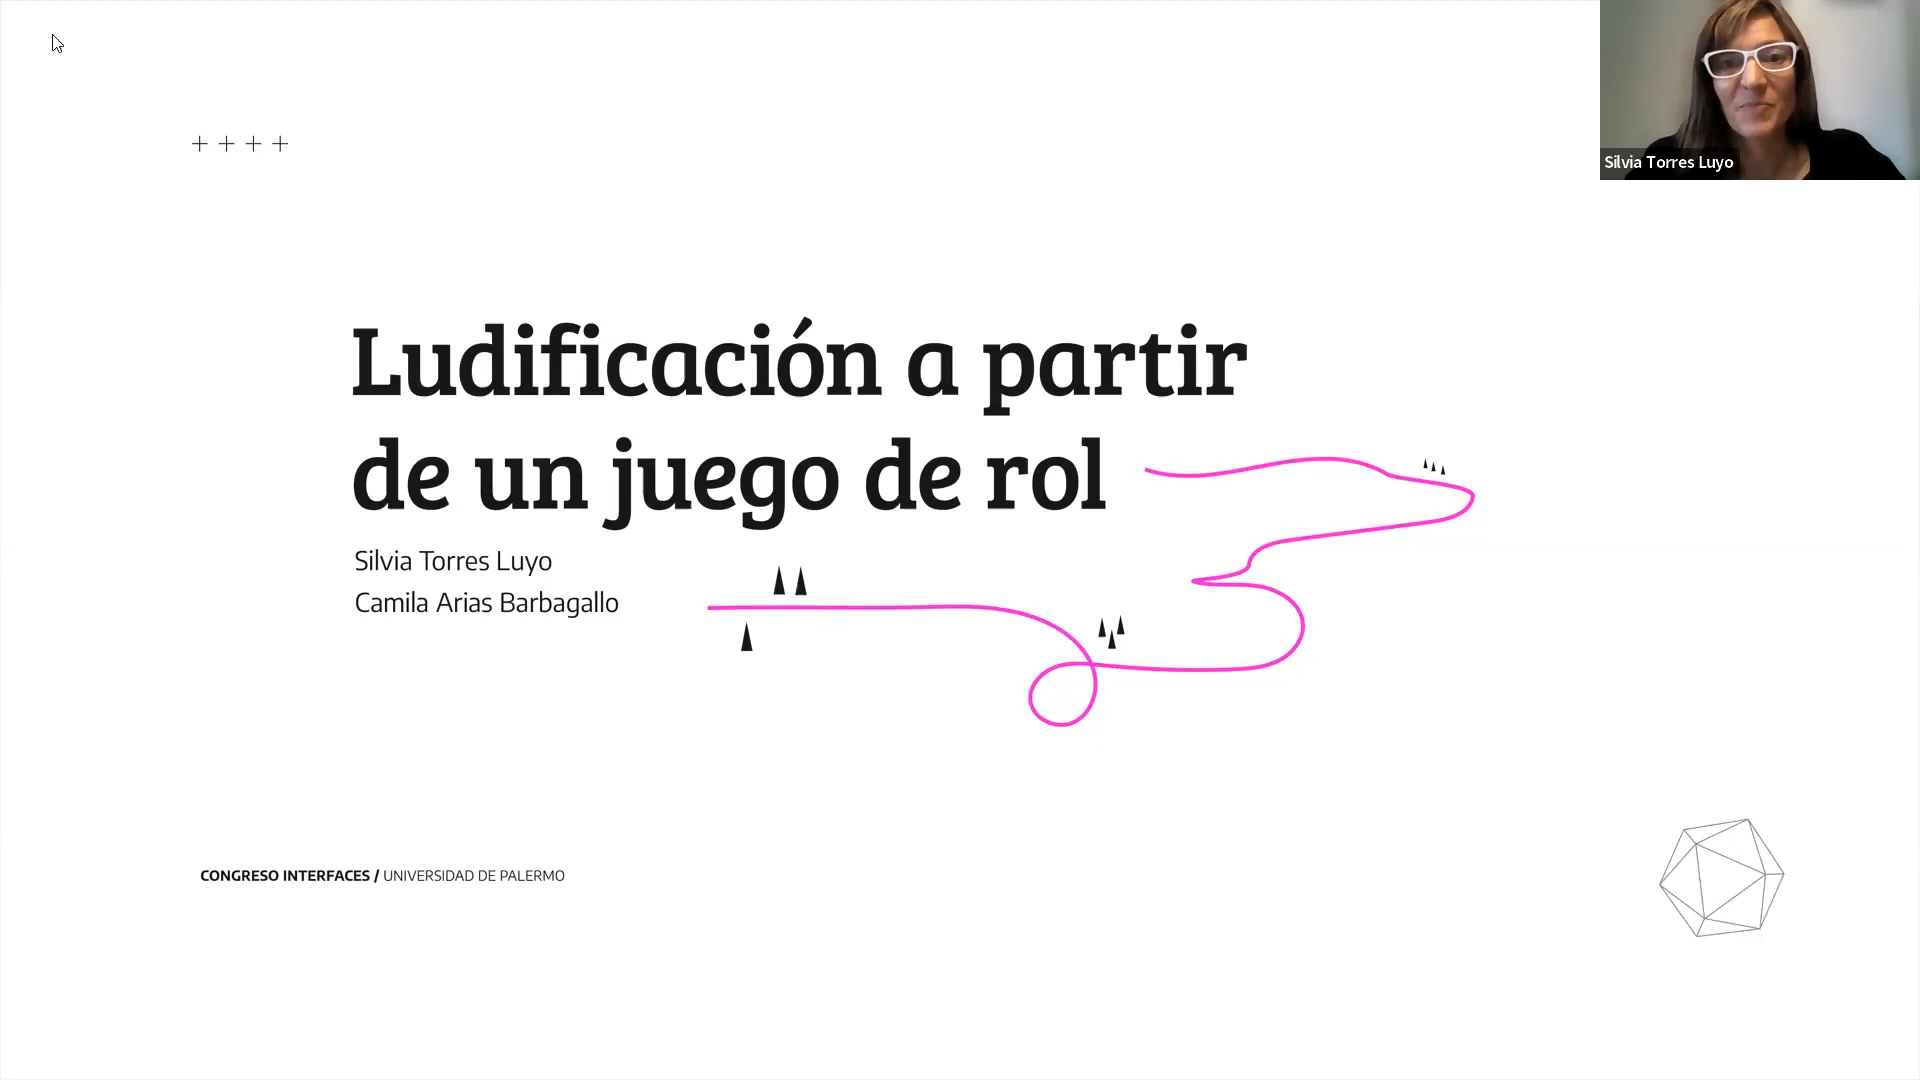 Silvia Torres Luyo
Ludificación a partir
de un juego de rol
Silvia Torres Luyo
Camila Arias Barbagallo
CONGRESO INTERFACES / UNIVERSIDAD DE PALERMO